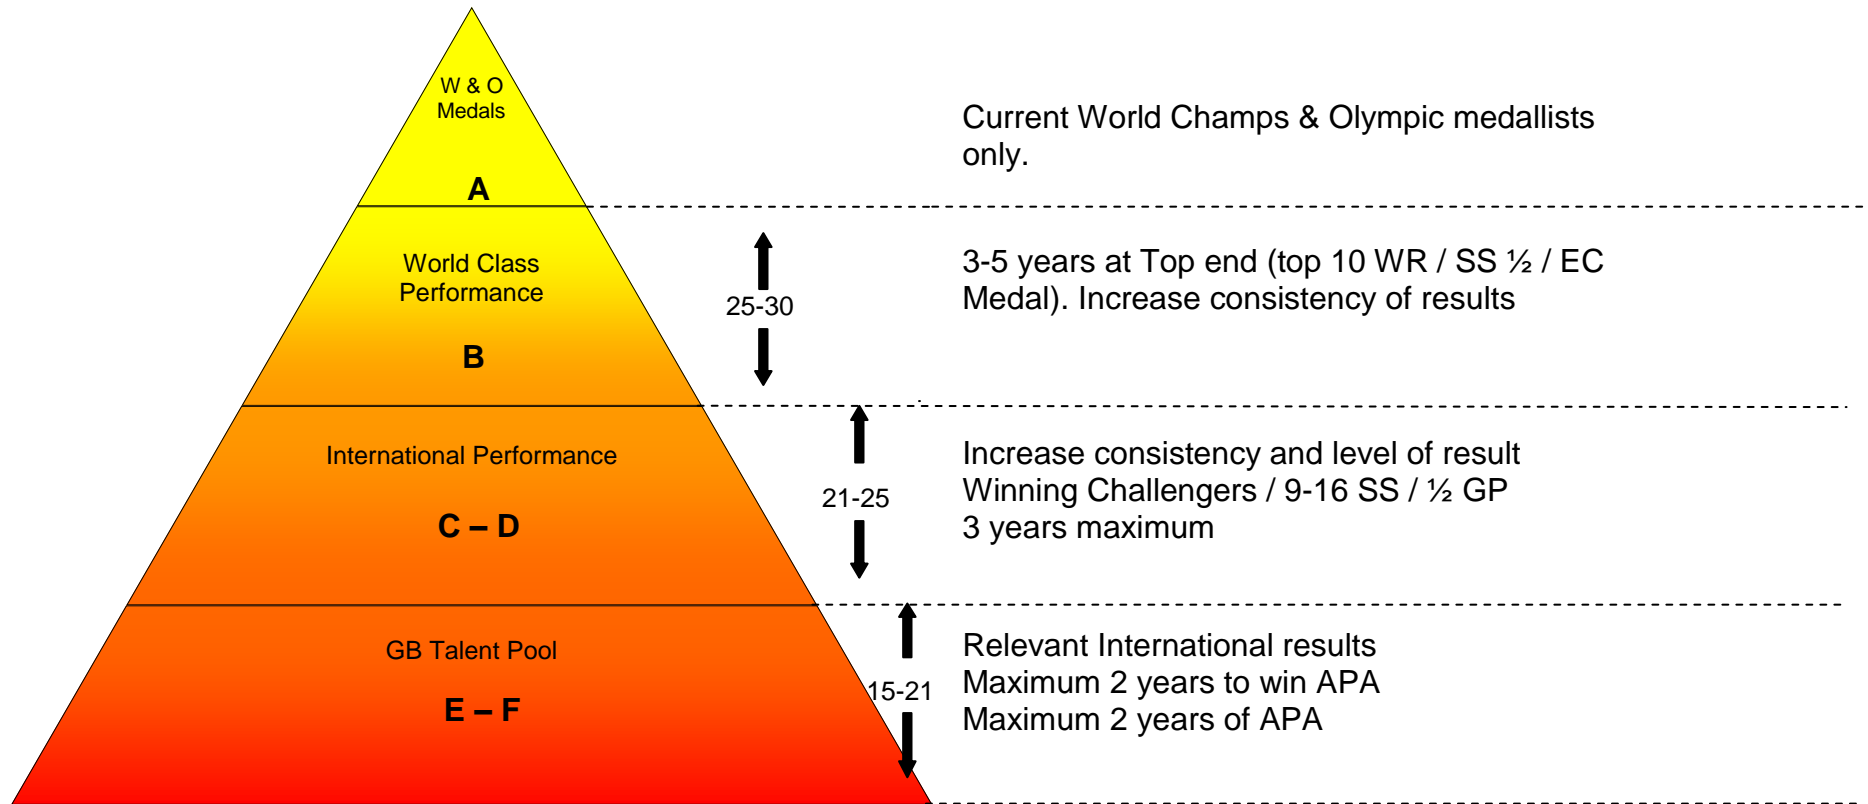 W & O
Medals
A
Current World Champs & Olympic medallists
only.
World Class
Performance
B
25-30
3-5 years at Top end (top 10 WR / SS ½ / EC
Medal). Increase consistency of results
International Performance
C – D
21-25
Increase consistency and level of result
Winning Challengers / 9-16 SS / ½ GP
3 years maximum
GB Talent Pool
E – F
15-21
Relevant International results
Maximum 2 years to win APA
Maximum 2 years of APA